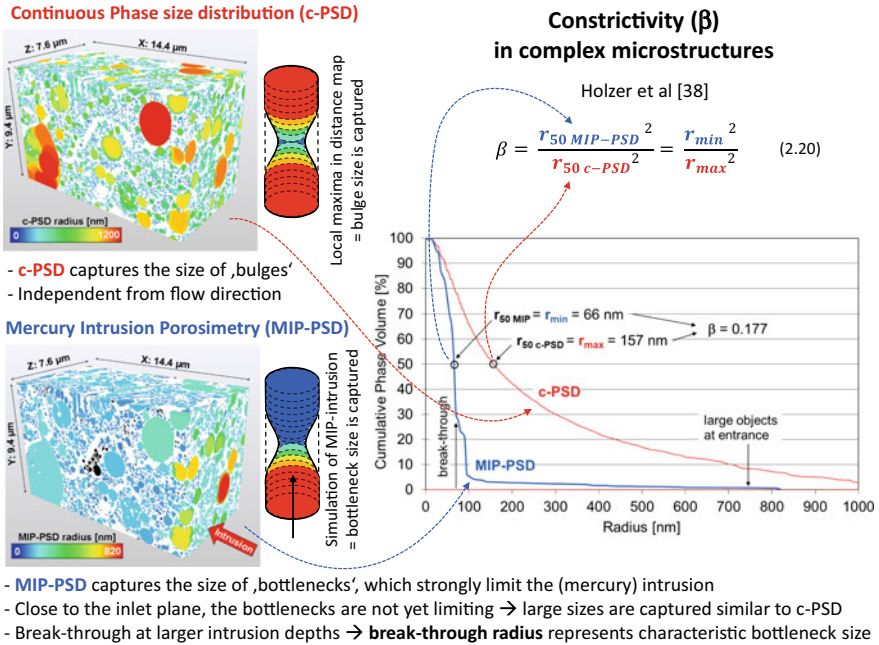 Continuous Phase size distribution (c-PSD)
Z: 7.6 µm
X: 14.4 µm
Y: 9.4 µm
c-PSD radius [nm]
0
1200
Local maxima in distance map
= bulge size is captured
- c-PSD captures the size of ‚bulges‘
- Independent from flow direction
Mercury Intrusion Porosimetry (MIP-PSD)
Z: 7.6 µm
X: 14.4 µm
Y: 9.4 µm
MIP-PSD radius [nm]
0
820
Intrusion
Simulation of MIP-intrusion
= bottleneck size is captured
Constrictivity (β)
in complex microstructures
Holzer et al [38]
β = r50 MIP−PSD² / r50 c−PSD² = rmin² / rmax² (2.20)
Cumulative Phase Volume [%]
100
90
80
70
60
50
40
30
20
10
0
r50 MIP = rmin = 66 nm
β = 0.177
r50 c-PSD = rmax = 157 nm
c-PSD
break-through
large objects
at entrance
MIP-PSD
0 100 200 300 400 500 600 700 800 900 1000
Radius [nm]
- MIP-PSD captures the size of ‚bottlenecks‘, which strongly limit the (mercury) intrusion
- Close to the inlet plane, the bottlenecks are not yet limiting → large sizes are captured similar to c-PSD
- Break-through at larger intrusion depths → break-through radius represents characteristic bottleneck size